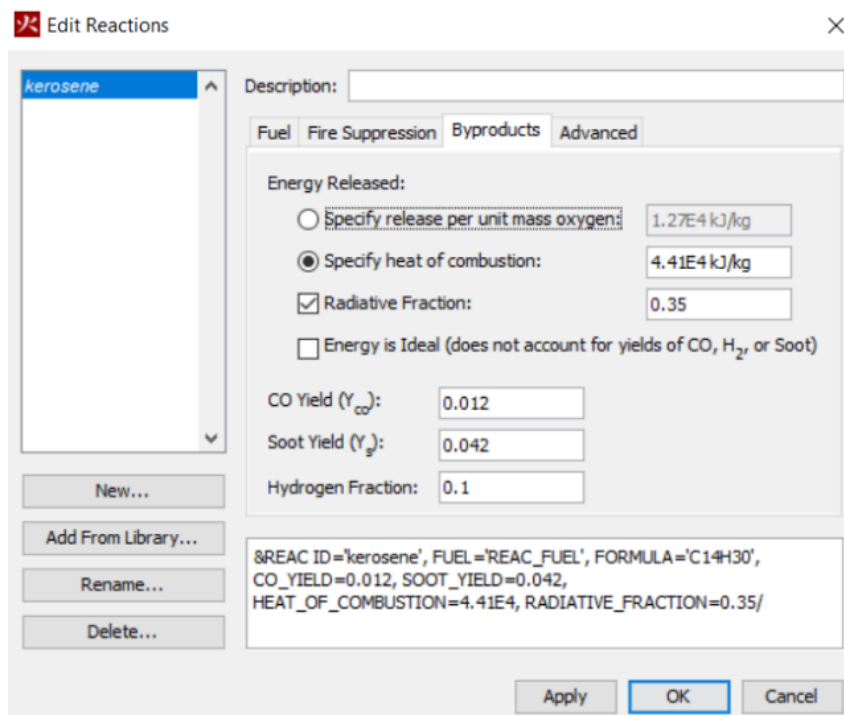 火 Edit Reactions
kerosene
Description:
Fuel Fire Suppression Byproducts Advanced
Energy Released:
Specify release per unit mass oxygen: 1.27E4 kJ/kg
Specify heat of combustion: 4.41E4 kJ/kg
Radiative Fraction: 0.35
Energy is Ideal (does not account for yields of CO, H₂, or Soot)
CO Yield (Y_co): 0.012
Soot Yield (Y_s): 0.042
Hydrogen Fraction: 0.1
New...
Add From Library...
Rename...
Delete...
&REAC ID='kerosene', FUEL='REAC_FUEL', FORMULA='C14H30',
CO_YIELD=0.012, SOOT_YIELD=0.042,
HEAT_OF_COMBUSTION=4.41E4, RADIATIVE_FRACTION=0.35/
Apply OK Cancel